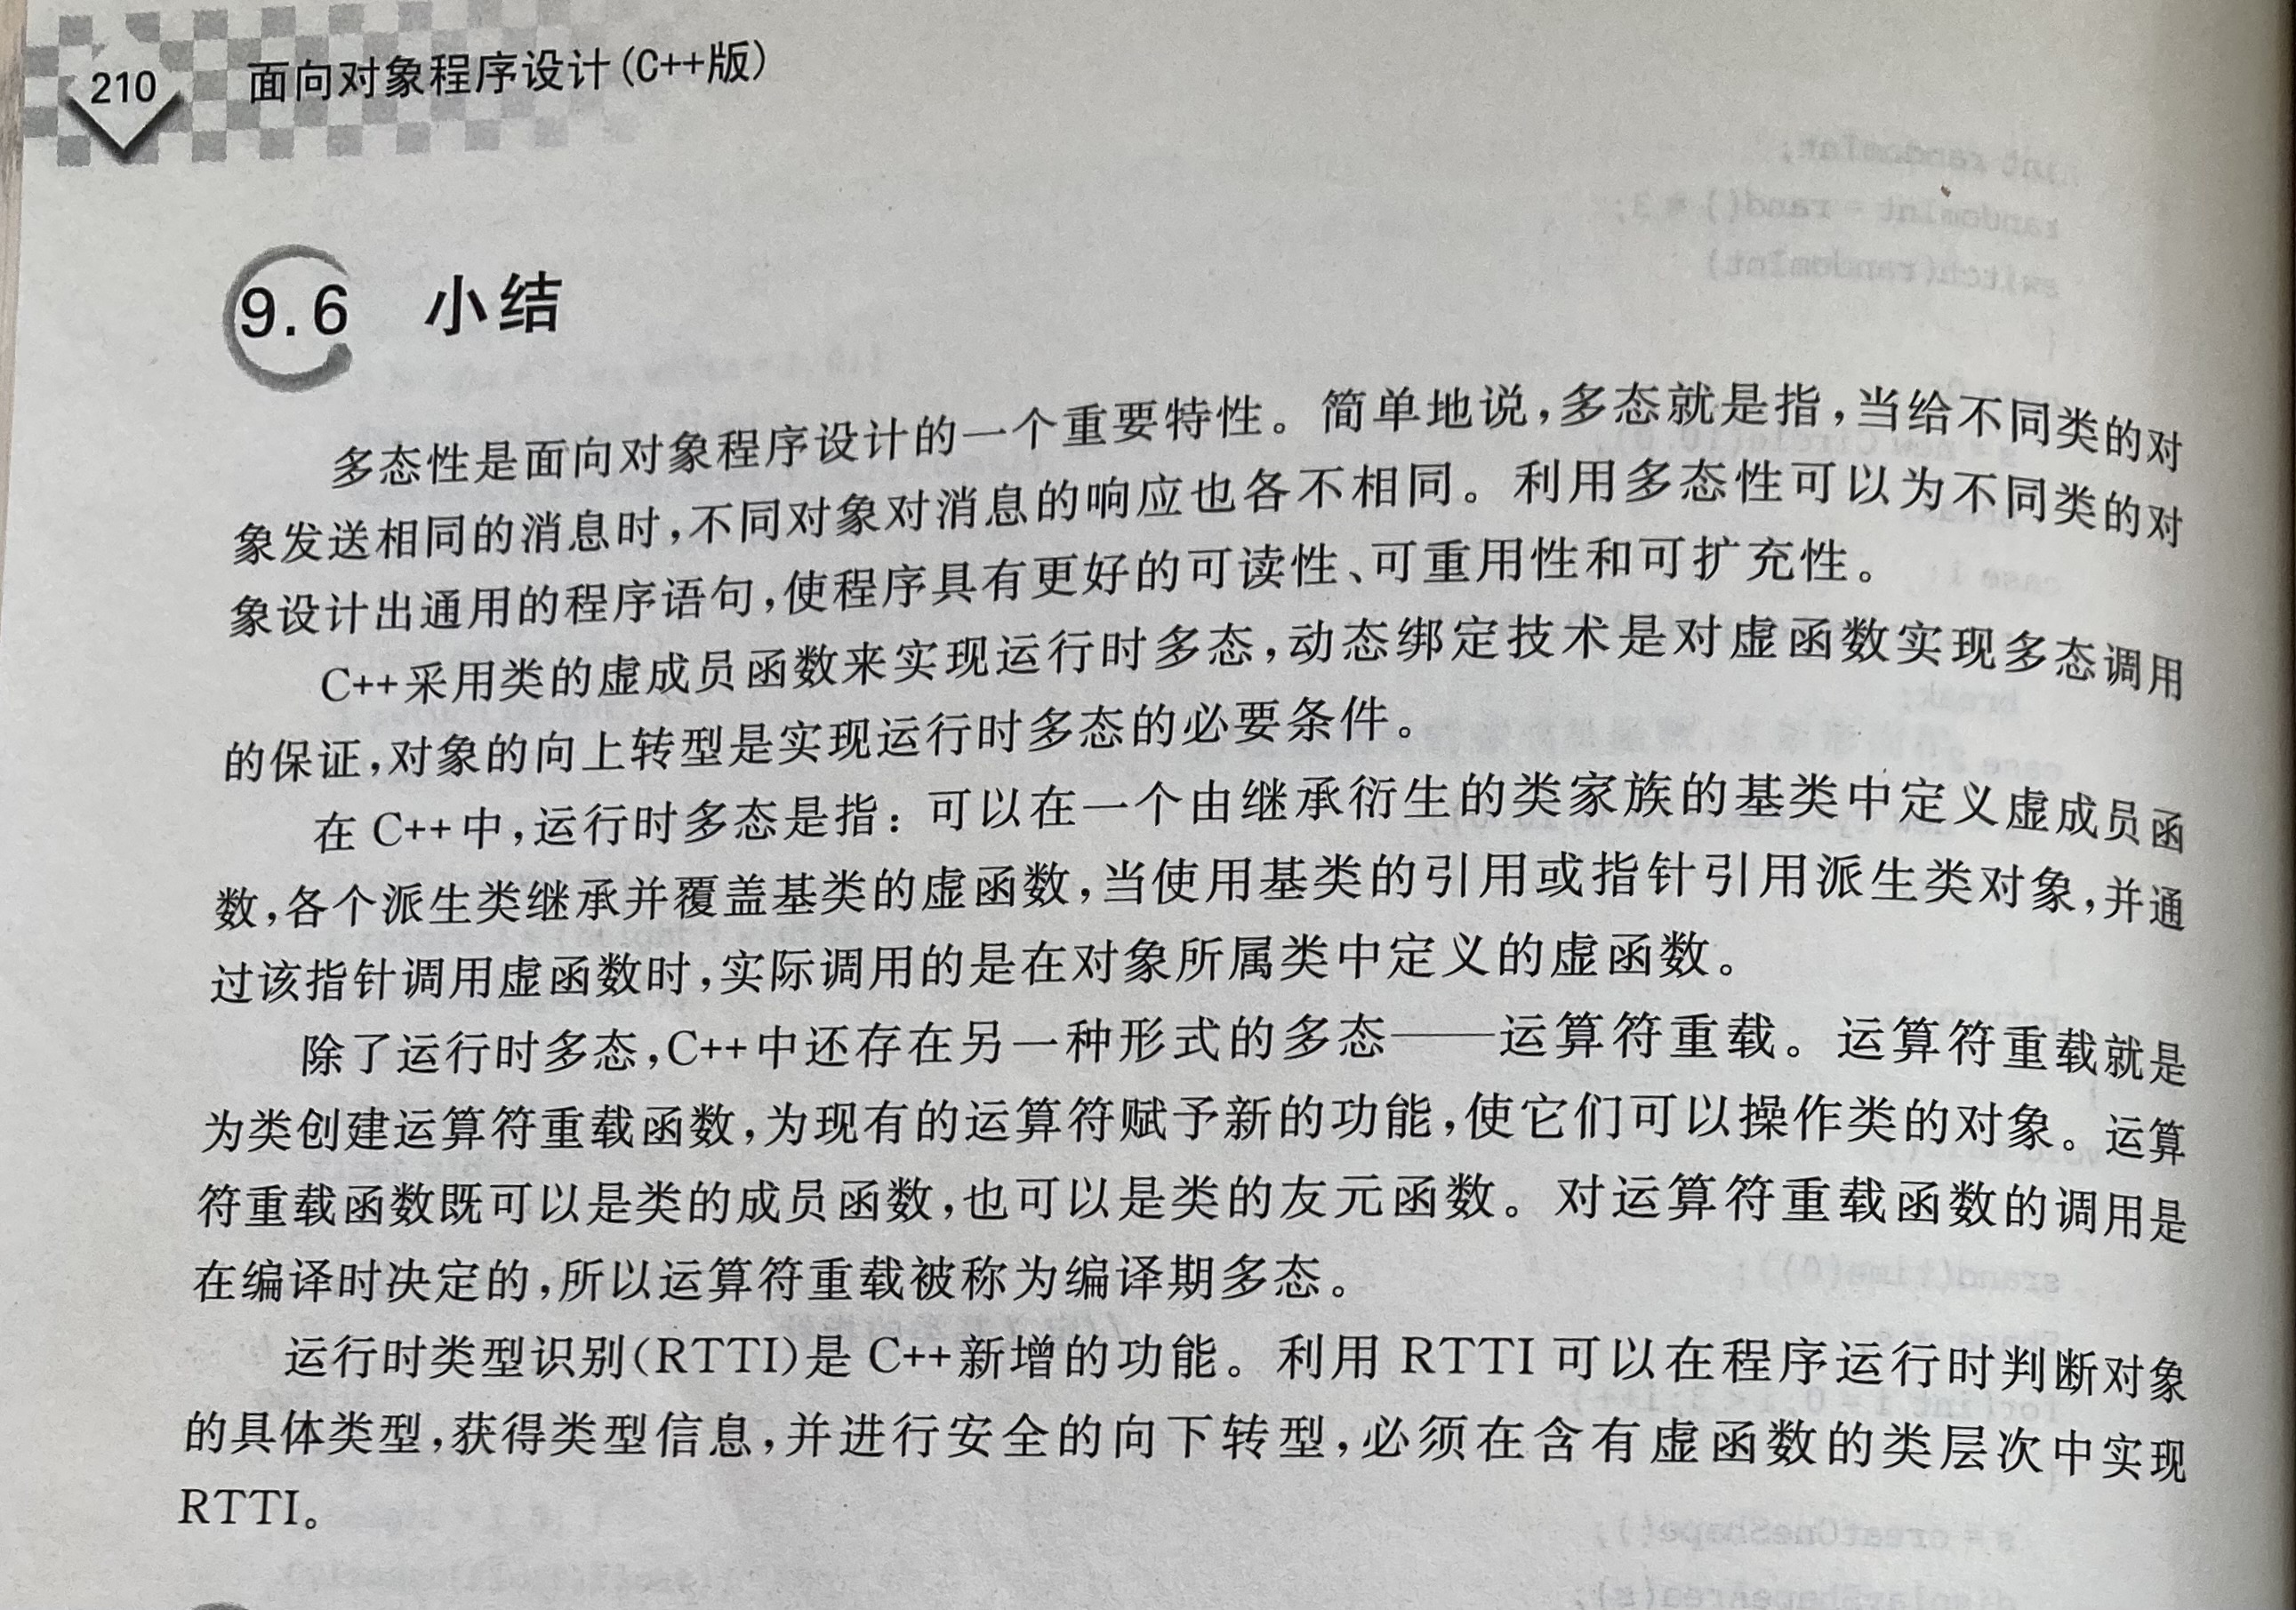 210
面向对象程序设计(C++版)
9.6 小结
多态性是面向对象程序设计的一个重要特性。简单地说,多态就是指,当给不同类的对
象发送相同的消息时,不同对象对消息的响应也各不相同。利用多态性可以为不同类的对
象设计出通用的程序语句,使程序具有更好的可读性、可重用性和可扩充性。
C++采用类的虚成员函数来实现运行时多态,动态绑定技术是对虚函数实现多态调用
的保证,对象的向上转型是实现运行时多态的必要条件。
在 C++中,运行时多态是指:可以在一个由继承衍生的类家族的基类中定义虚成员函
数,各个派生类继承并覆盖基类的虚函数,当使用基类的引用或指针引用派生类对象,并通
过该指针调用虚函数时,实际调用的是在对象所属类中定义的虚函数。
除了运行时多态,C++中还存在另一种形式的多态——运算符重载。运算符重载就是
为类创建运算符重载函数,为现有的运算符赋予新的功能,使它们可以操作类的对象。运算
符重载函数既可以是类的成员函数,也可以是类的友元函数。对运算符重载函数的调用是
在编译时决定的,所以运算符重载被称为编译期多态。
运行时类型识别(RTTI)是 C++新增的功能。利用 RTTI 可以在程序运行时判断对象
的具体类型,获得类型信息,并进行安全的向下转型,必须在含有虚函数的类层次中实现
RTTI。